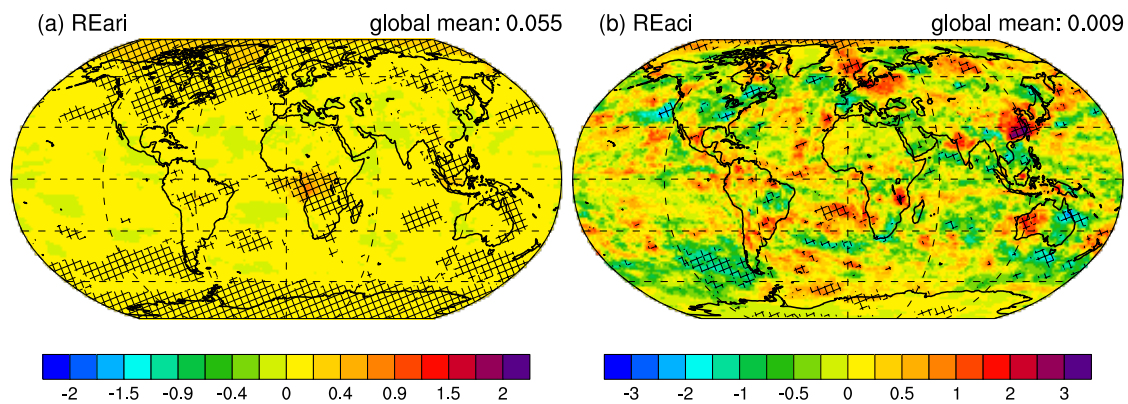 (a) REari global mean: 0.055
(b) REaci global mean: 0.009
-2 -1.5 -0.9 -0.4 0 0.4 0.9 1.5 2
-3 -2 -1 -0.5 0 0.5 1 2 3